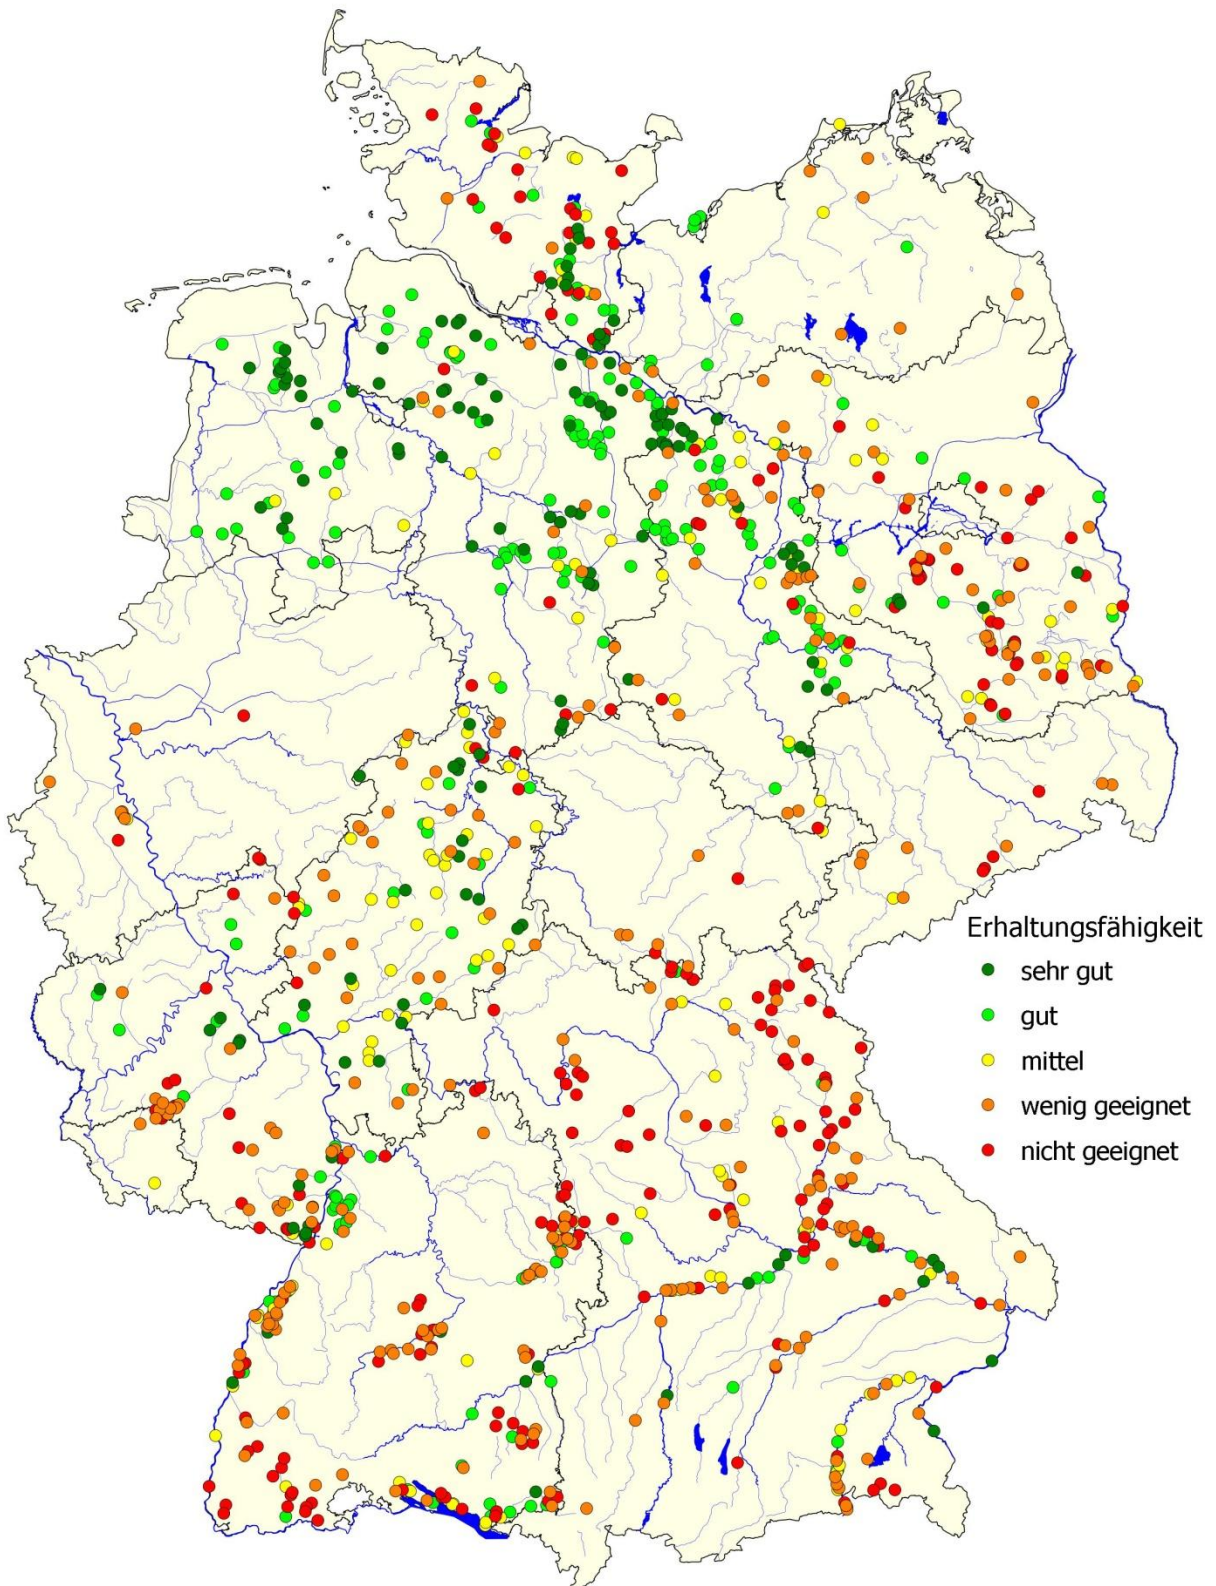 Erhaltungsfähigkeit
sehr gut
gut
mittel
wenig geeignet
nicht geeignet